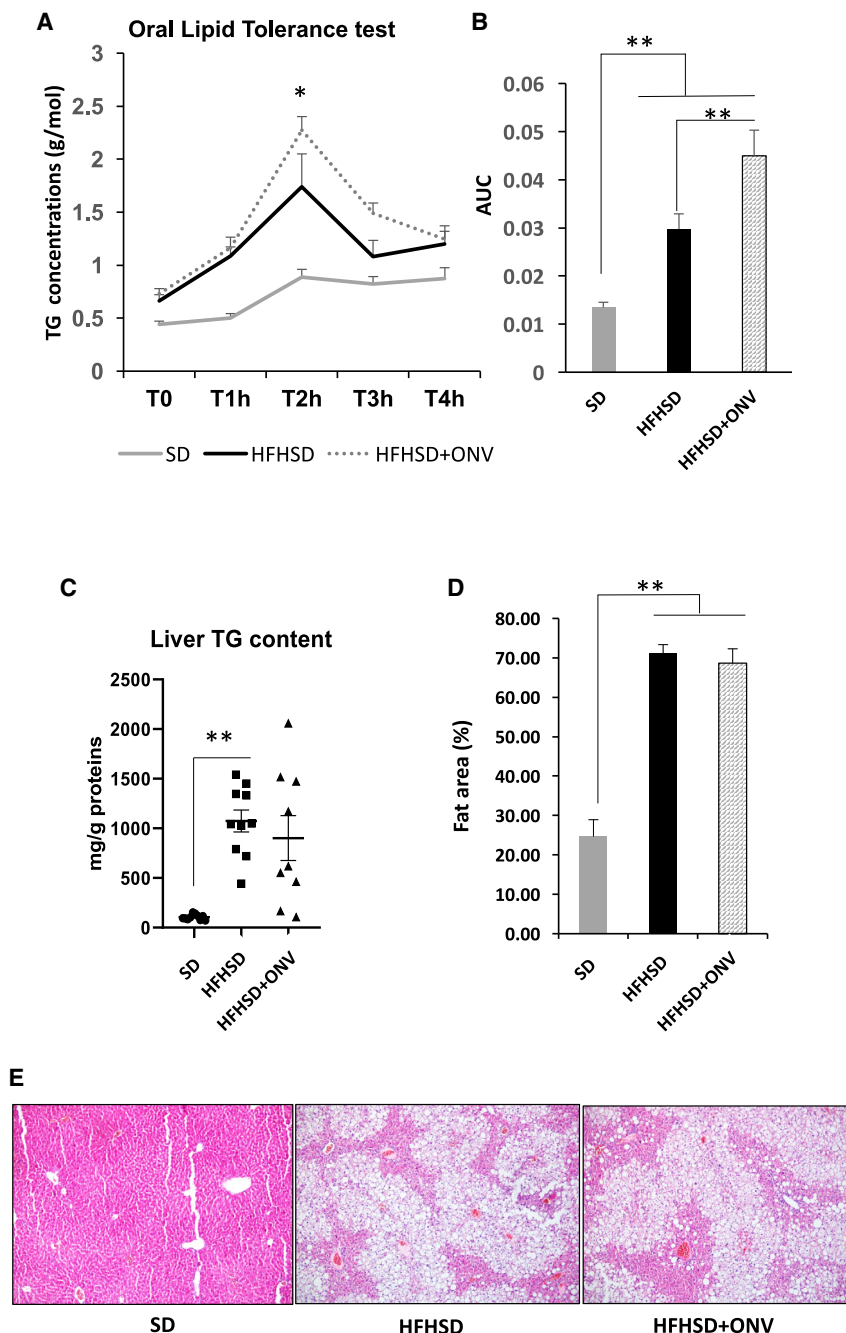 A
Oral Lipid Tolerance test
TG concentrations (g/mol)
3
2.5
2
1.5
1
0.5
0
*
T0 T1h T2h T3h T4h
SD HFHSD HFHSD+ONV
B
AUC
0.06
0.05
0.04
0.03
0.02
0.01
0
**
**
SD HFHSD HFHSD+ONV
C
Liver TG content
mg/g proteins
2500
2000
1500
1000
500
0
**
SD HFHSD HFHSD+ONV
D
Fat area (%)
80.00
70.00
60.00
50.00
40.00
30.00
20.00
10.00
0.00
**
SD HFHSD HFHSD+ONV
E
SD HFHSD HFHSD+ONV